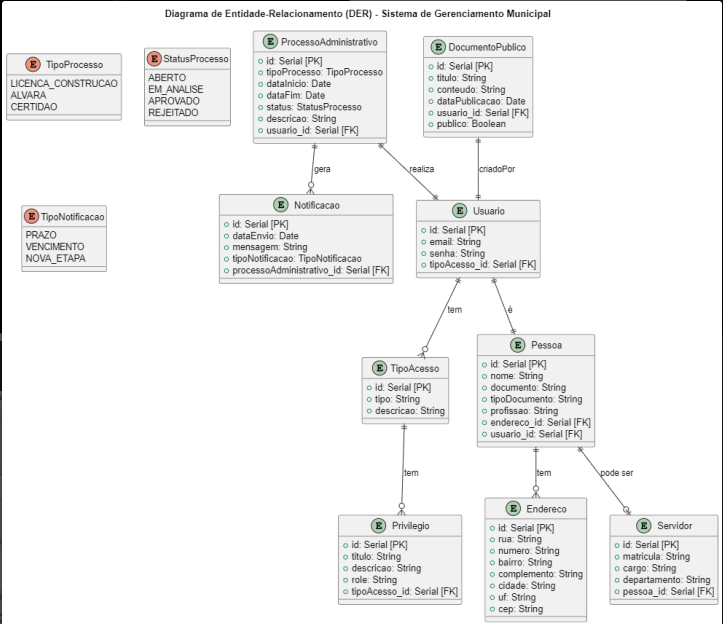 Diagrama de Entidade-Relacionamento (DER) - Sistema de Gerenciamento Municipal
E TipoProcesso
LICENCA_CONSTRUCAO
ALVARA
CERTIDAO
E StatusProcesso
ABERTO
EM_ANALISE
APROVADO
REJEITADO
E ProcessoAdministrativo
id: Serial [PK]
tipoProcesso: TipoProcesso
dataInicio: Date
dataFim: Date
status: StatusProcesso
descricao: String
usuario_id: Serial [FK]
E DocumentoPublico
id: Serial [PK]
titulo: String
conteudo: String
dataPublicacao: Date
usuario_id: Serial [FK]
publico: Boolean
gera
realiza
criadoPor
E TipoNotificacao
PRAZO
VENCIMENTO
NOVA_ETAPA
E Notificacao
id: Serial [PK]
dataEnvio: Date
mensagem: String
tipoNotificacao: TipoNotificacao
processoAdministrativo_id: Serial [FK]
E Usuario
id: Serial [PK]
email: String
senha: String
tipoAcesso_id: Serial [FK]
tem
é
E TipoAcesso
id: Serial [PK]
tipo: String
descricao: String
E Pessoa
id: Serial [PK]
nome: String
documento: String
tipoDocumento: String
profissao: String
endereco_id: Serial [FK]
usuario_id: Serial [FK]
tem
tem
pode ser
E Privilegio
id: Serial [PK]
titulo: String
descricao: String
role: String
tipoAcesso_id: Serial [FK]
E Endereco
id: Serial [PK]
rua: String
numero: String
bairro: String
complemento: String
cidade: String
uf: String
cep: String
E Servidor
id: Serial [PK]
matricula: String
cargo: String
departamento: String
pessoa_id: Serial [FK]